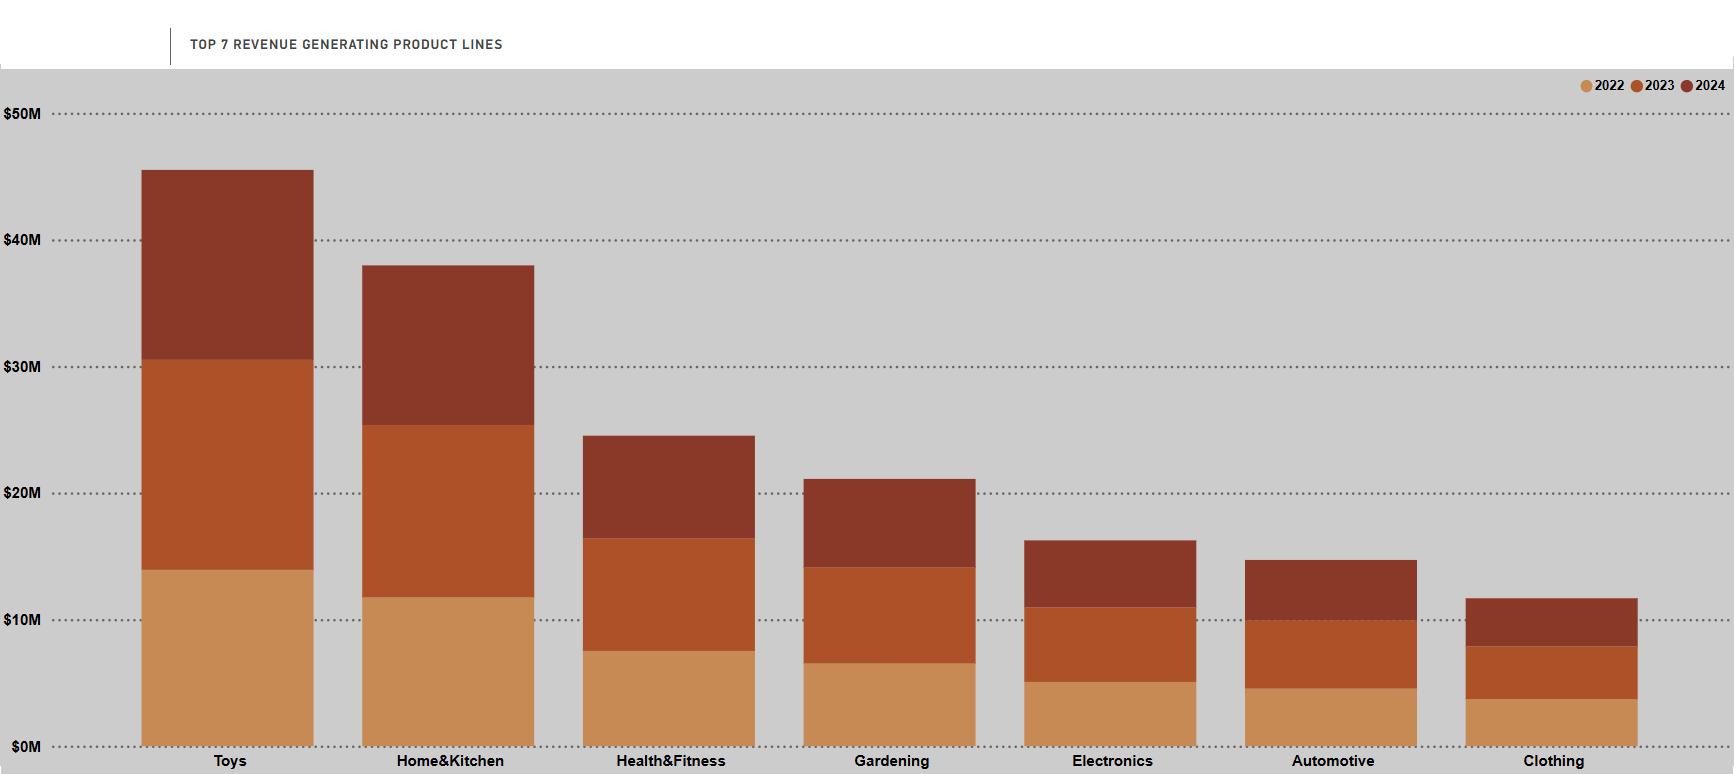 TOP 7 REVENUE GENERATING PRODUCT LINES
2022 2023 2024
$50M
$40M
$30M
$20M
$10M
$0M
Toys Home&Kitchen Health&Fitness Gardening Electronics Automotive Clothing